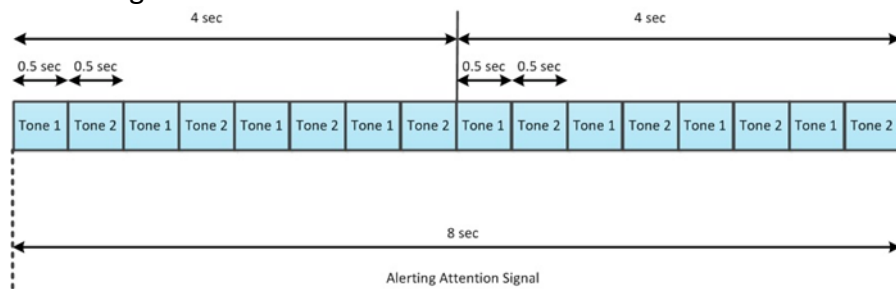 4 sec 4 sec
0.5 sec 0.5 sec 0.5 sec 0.5 sec
Tone 1 Tone 2 Tone 1 Tone 2 Tone 1 Tone 2 Tone 1 Tone 2 Tone 1 Tone 2 Tone 1 Tone 2 Tone 1 Tone 2 Tone 1 Tone 2
8 sec
Alerting Attention Signal